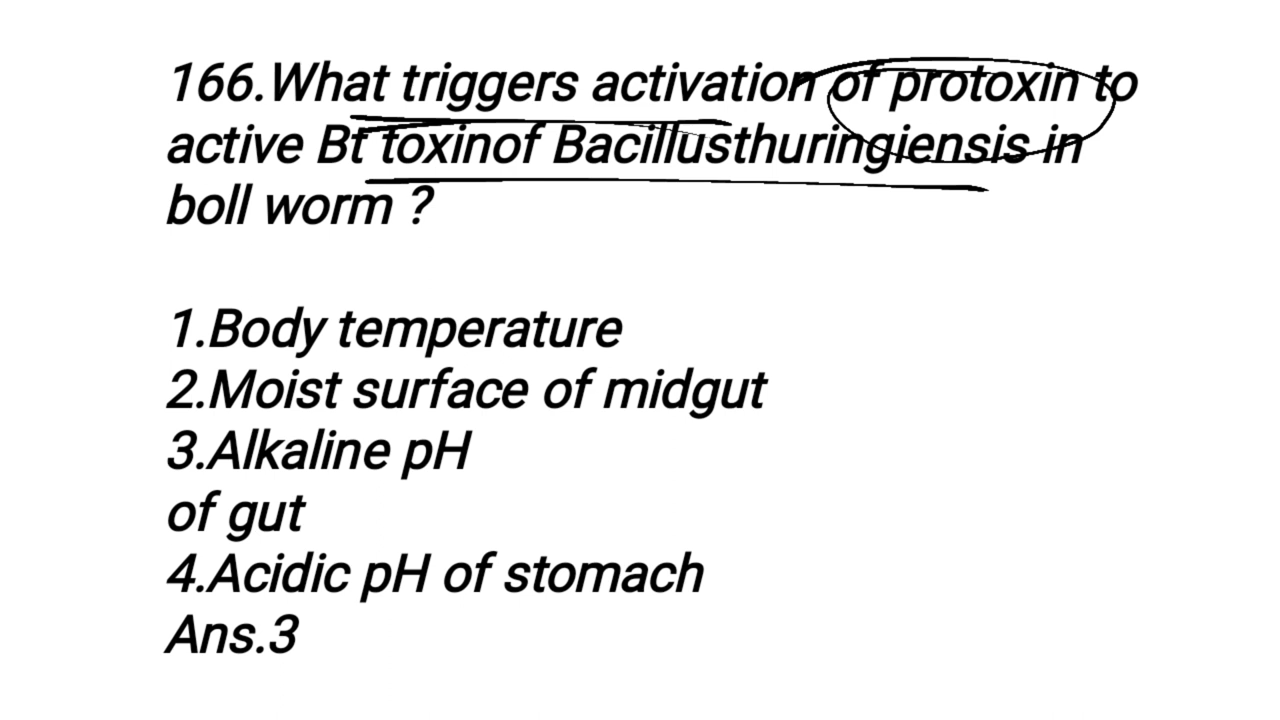 166.What triggers activation of protoxin to
active Bt toxinof Bacillusthuringiensis in
boll worm ?
1.Body temperature
2.Moist surface of midgut
3.Alkaline pH
of gut
4.Acidic pH of stomach
Ans.3